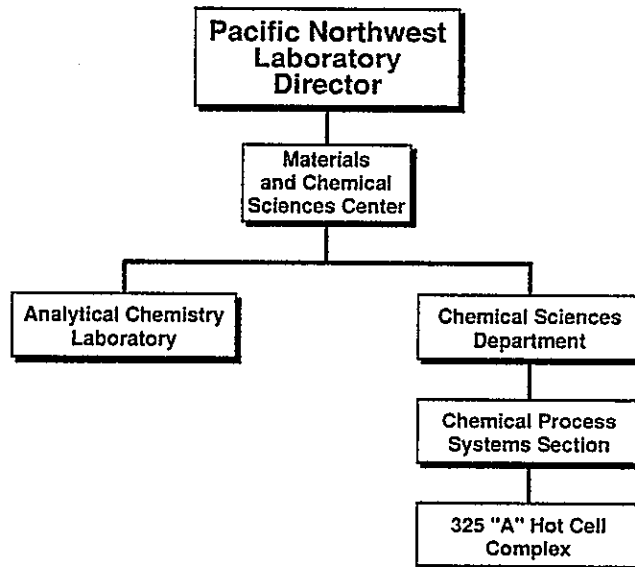 Pacific Northwest
Laboratory
Director
Materials
and Chemical
Sciences Center
Analytical Chemistry
Laboratory
Chemical Sciences
Department
Chemical Process
Systems Section
325 "A" Hot Cell
Complex